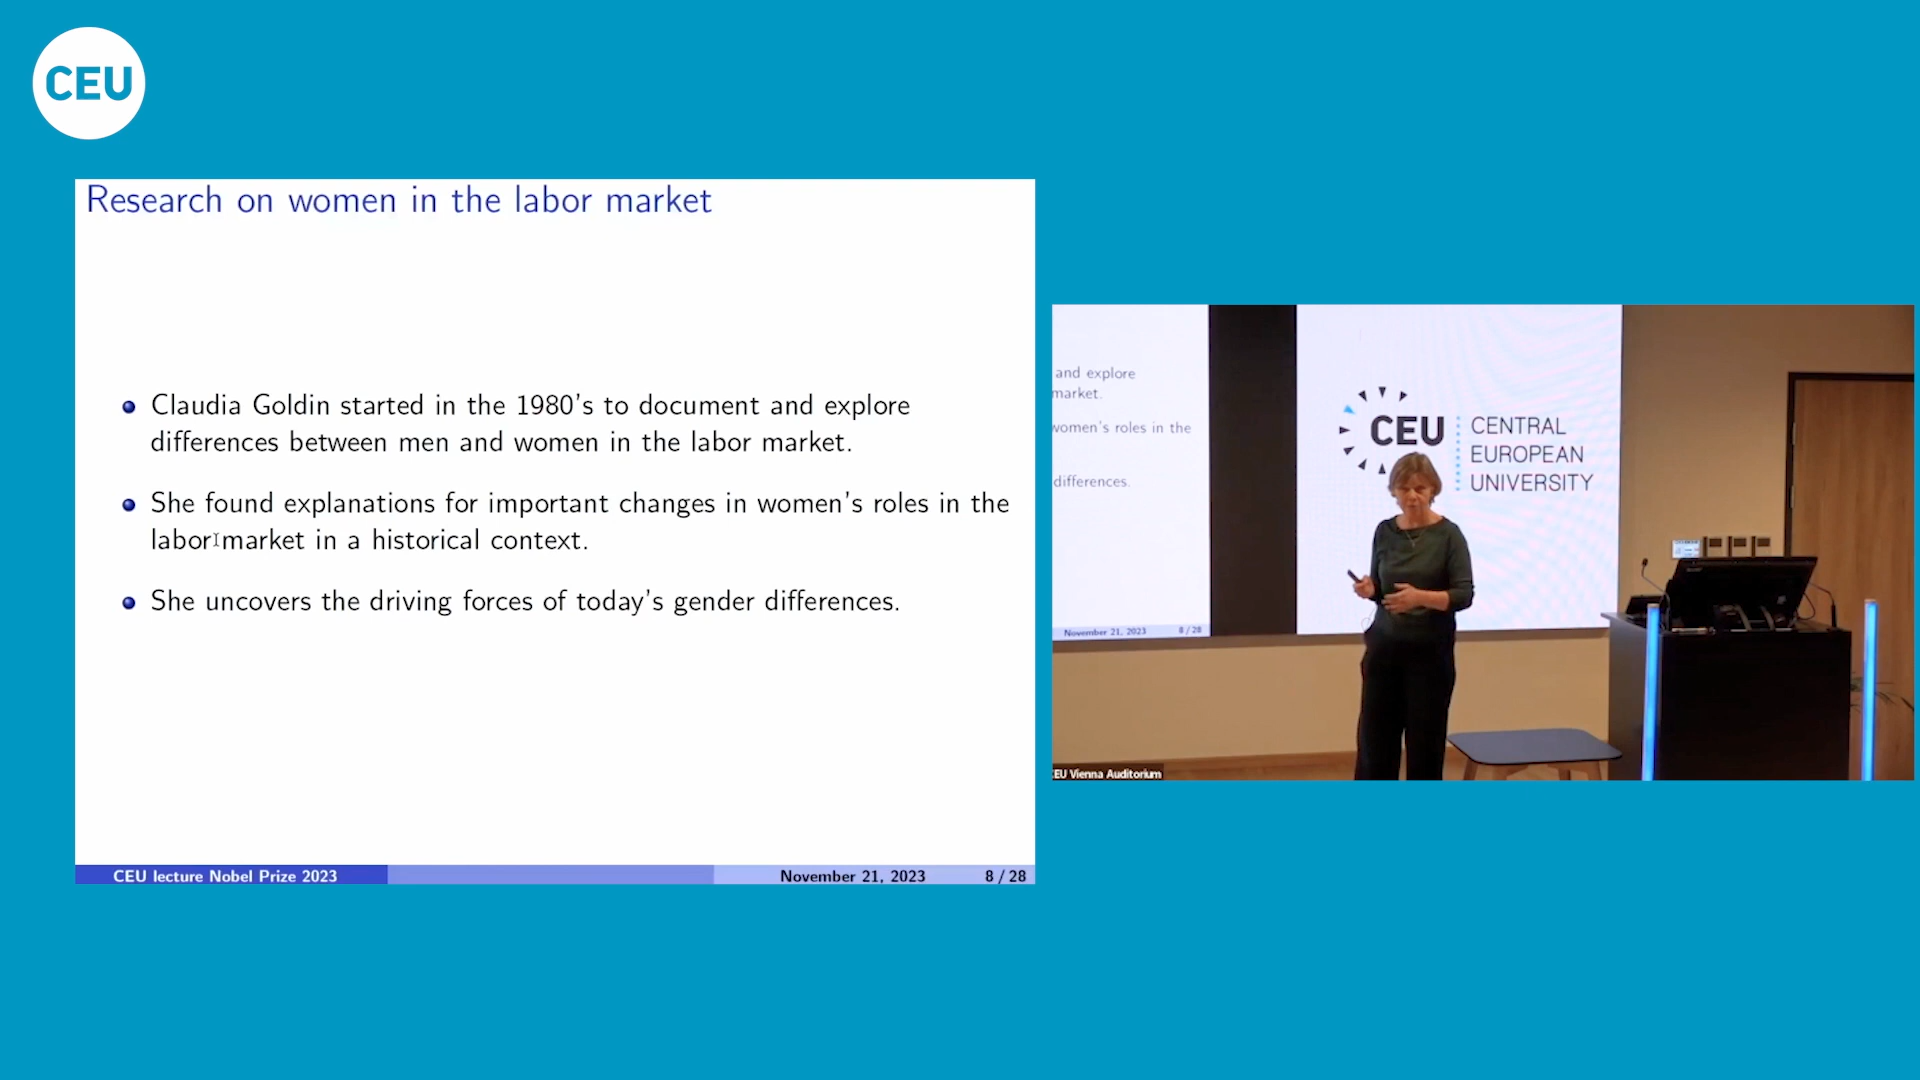 CEU
Research on women in the labor market
Claudia Goldin started in the 1980's to document and explore
differences between men and women in the labor market.
She found explanations for important changes in women's roles in the
labor market in a historical context.
She uncovers the driving forces of today's gender differences.
CEU lecture Nobel Prize 2023
November 21, 2023
8 / 28
and explore
market.
women's roles in the
differences.
November 21, 2023
8 / 28
CEU
CENTRAL
EUROPEAN
UNIVERSITY
EU Vienna Auditorium